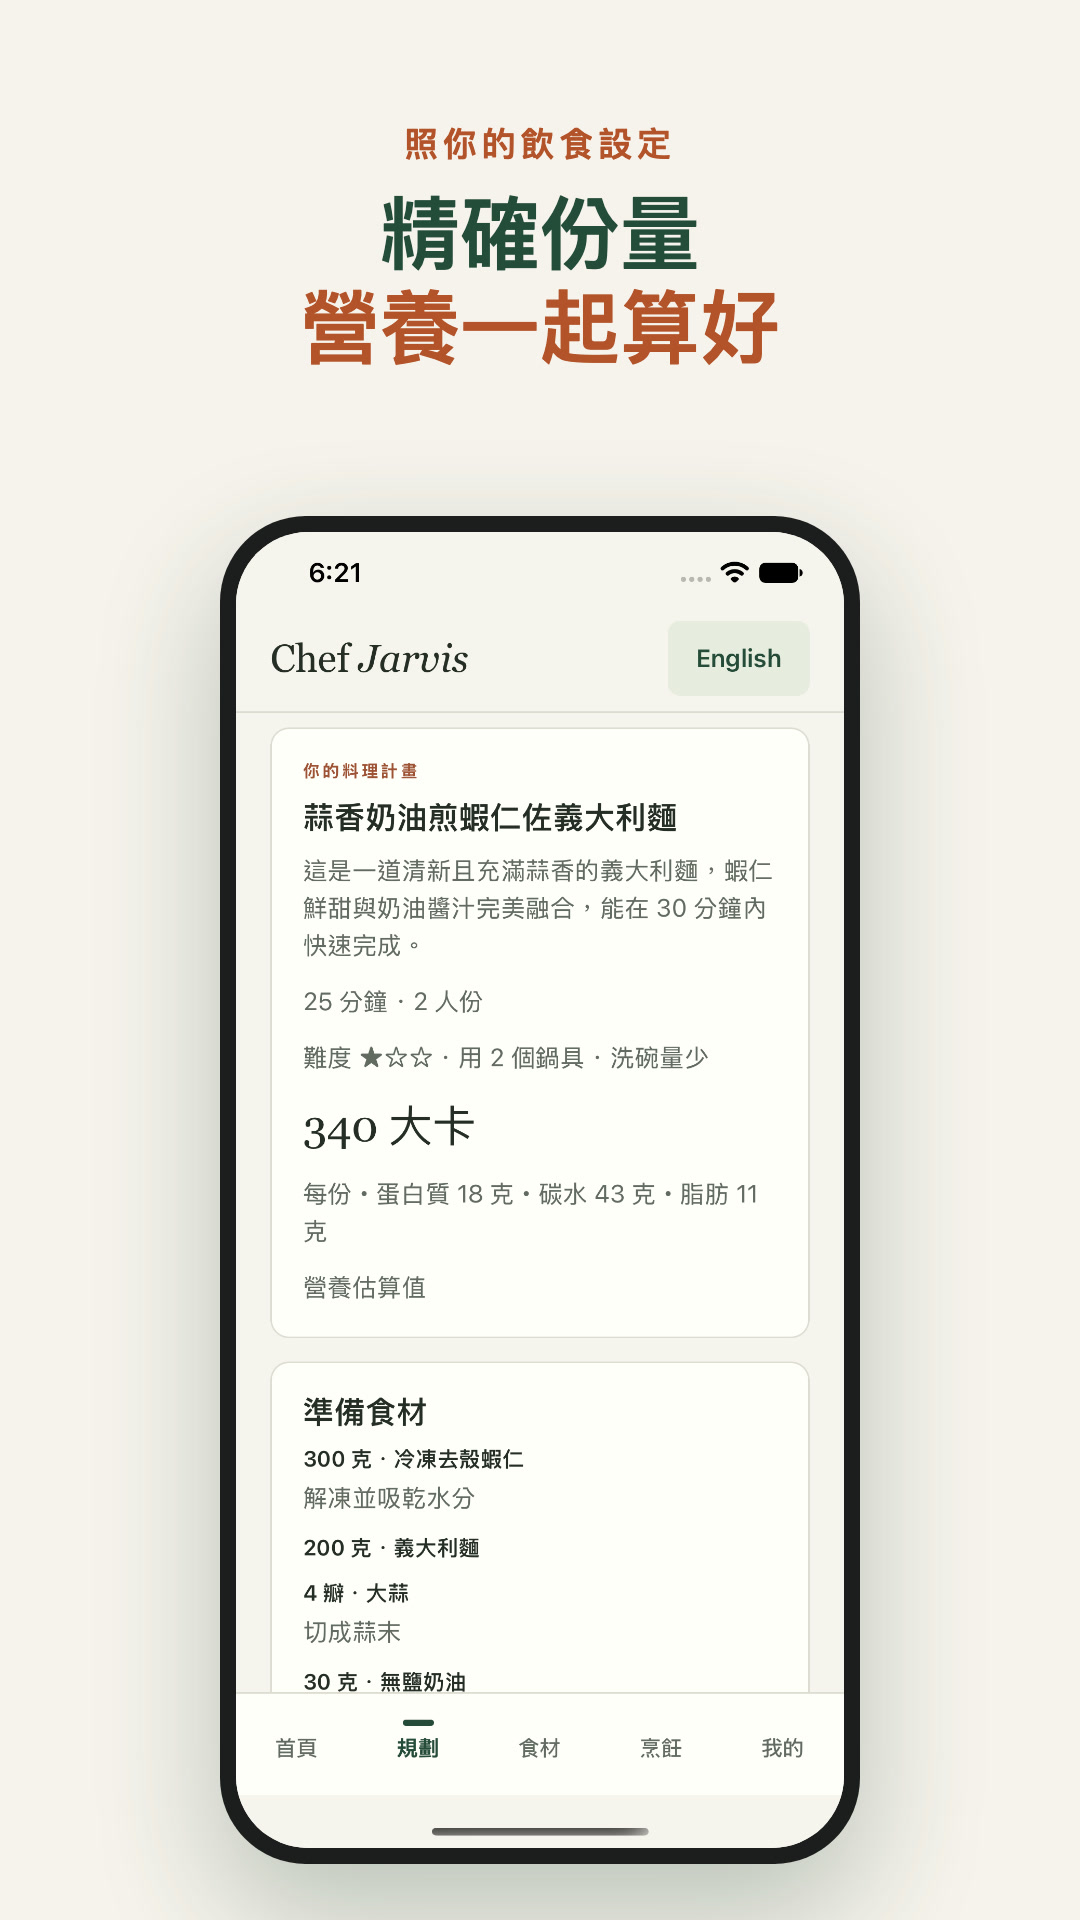 照你的飲食設定
精確份量
營養一起算好
6:21
Chef Jarvis
English
你的料理計畫
蒜香奶油煎蝦仁佐義大利麵
這是一道清新且充滿蒜香的義大利麵，蝦仁
鮮甜與奶油醬汁完美融合，能在 30 分鐘內
快速完成。
25 分鐘 · 2 人份
難度 ★☆☆ · 用 2 個鍋具 · 洗碗量少
340 大卡
每份・蛋白質 18 克・碳水 43 克・脂肪 11
克
營養估算值
準備食材
300 克 · 冷凍去殼蝦仁
解凍並吸乾水分
200 克 · 義大利麵
4 瓣 · 大蒜
切成蒜末
30 克 · 無鹽奶油
首頁
規劃
食材
烹飪
我的